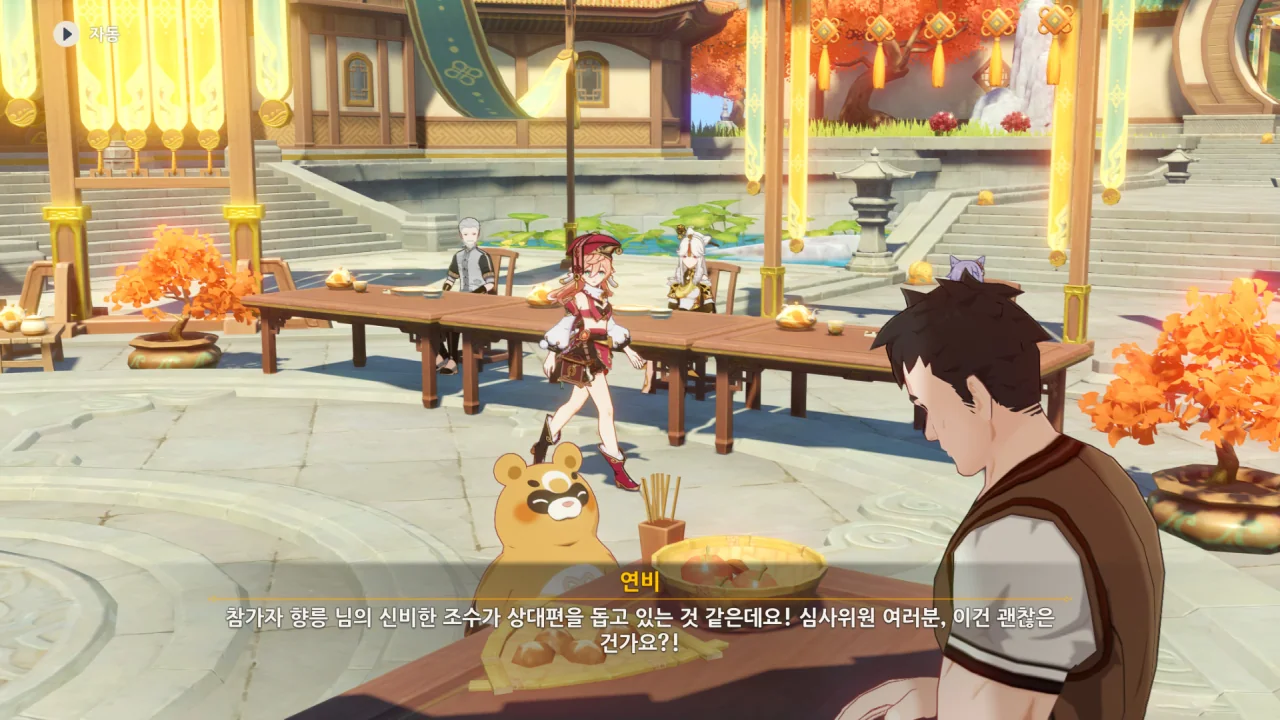 자동
연비
참가자 향릉 님의 신비한 조수가 상대편을 돕고 있는 것 같은데요! 심사위원 여러분, 이건 괜찮은
건가요?!